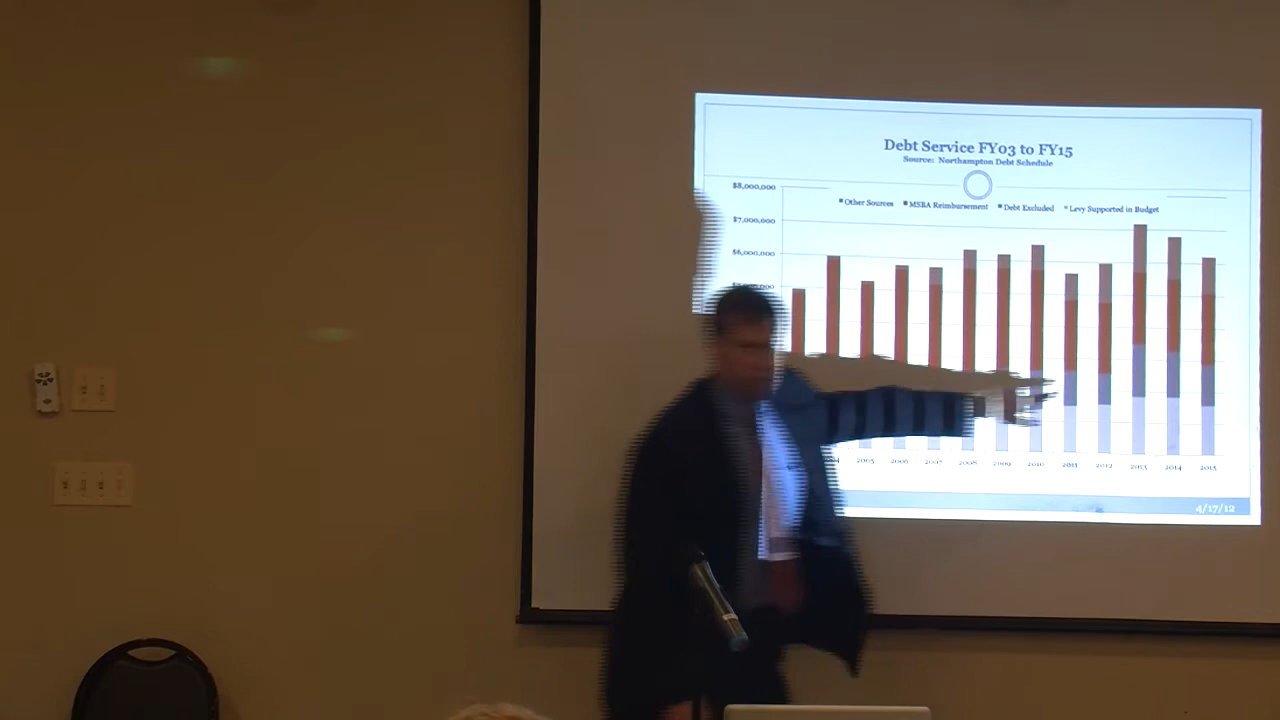 Debt Service FY03 to FY15
Source: Northampton Debt Schedule
$8,000,000
Other Sources MSBA Reimbursement Debt Excluded Levy Supported in Budget
$7,000,000
$6,000,000
2005 2006 2007 2008 2009 2010 2011 2012 2013 2014 2015
4/17/12